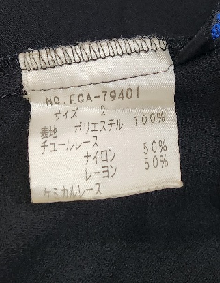 NO.FCA-79401
サイズ 2
表地 ポリエステル 100%
チュールレース
ナイロン 50%
レーヨン 50%
ケミカルレース